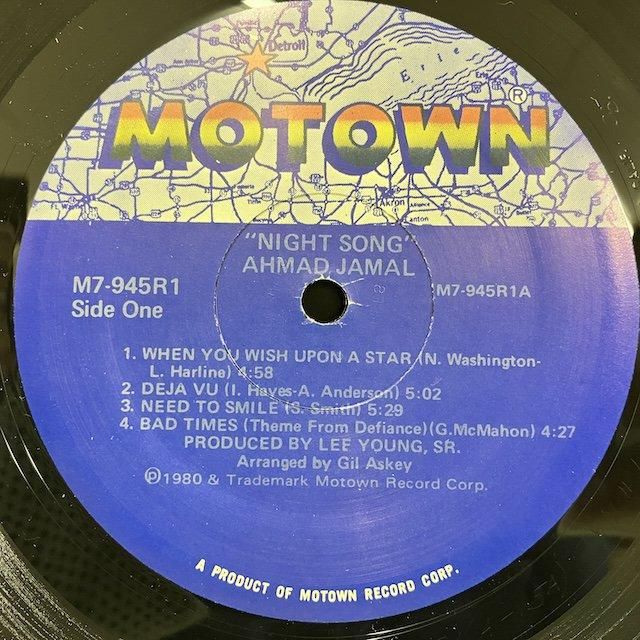 Detroit
Erie
Erie
MOTOWN®
Akron
"NIGHT SONG"
AHMAD JAMAL
M7-945R1
M7-945R1A
Side One
1. WHEN YOU WISH UPON A STAR (N. Washington-
L. Harline) 4:58
2. DEJA VU (I. Hayes-A. Anderson) 5:02
3. NEED TO SMILE (S. Smith) 5:29
4. BAD TIMES (Theme From Defiance)(G.McMahon) 4:27
PRODUCED BY LEE YOUNG, SR.
Arranged by Gil Askey
Ⓟ1980 & Trademark Motown Record Corp.
A PRODUCT OF MOTOWN RECORD CORP.